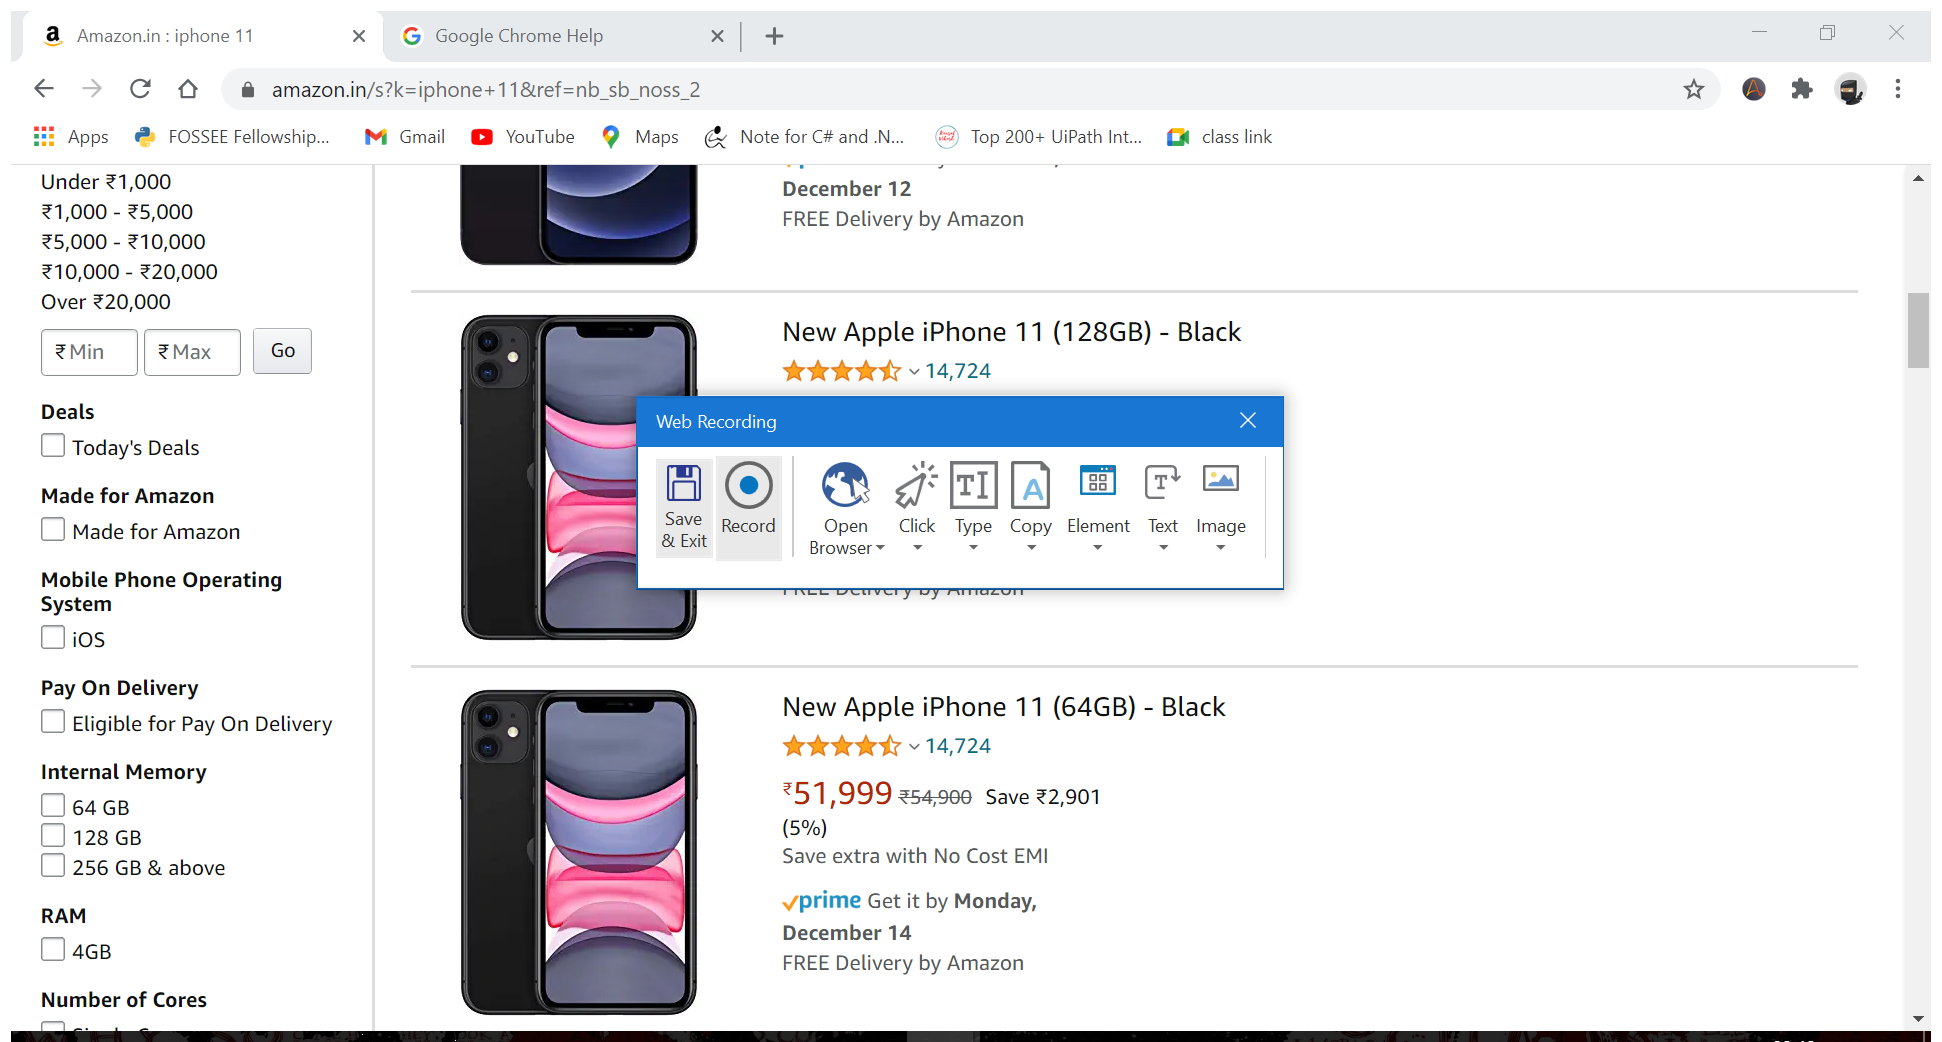 Amazon.in : iphone 11
Google Chrome Help
amazon.in/s?k=iphone+11&ref=nb_sb_noss_2
Apps FOSSEE Fellowship... Gmail YouTube Maps Note for C# and .N... Top 200+ UiPath Int... class link
Under ₹1,000
₹1,000 - ₹5,000
₹5,000 - ₹10,000
₹10,000 - ₹20,000
Over ₹20,000
₹ Min ₹ Max Go
Deals
Today's Deals
Made for Amazon
Made for Amazon
Mobile Phone Operating
System
iOS
Pay On Delivery
Eligible for Pay On Delivery
Internal Memory
64 GB
128 GB
256 GB & above
RAM
4GB
Number of Cores
December 12
FREE Delivery by Amazon
New Apple iPhone 11 (128GB) - Black
14,724
Web Recording
Save
& Exit
Record
Open
Browser
Click
Type
Copy
Element
Text
Image
FREE Delivery by Amazon
New Apple iPhone 11 (64GB) - Black
14,724
₹51,999 ₹54,900 Save ₹2,901
(5%)
Save extra with No Cost EMI
prime Get it by Monday,
December 14
FREE Delivery by Amazon